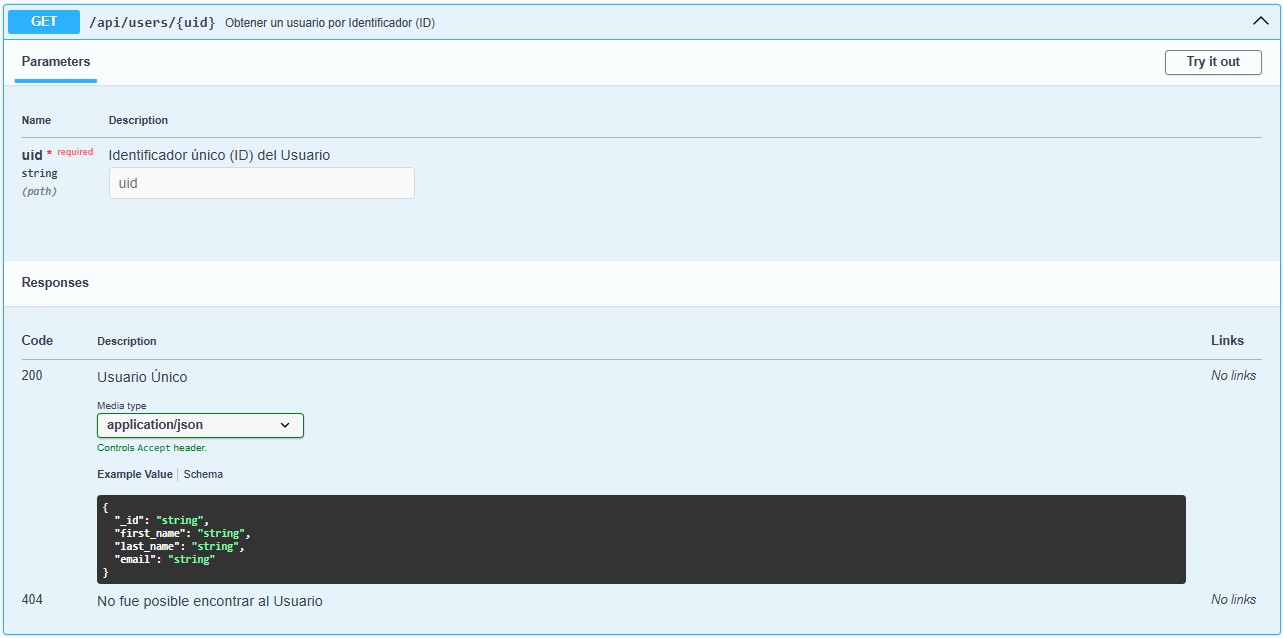 GET /api/users/{uid} Obtener un usuario por Identificador (ID)
Parameters Try it out
Name Description
uid * required Identificador único (ID) del Usuario
string uid
(path)
Responses
Code Description Links
200 Usuario Único No links
Media type
application/json
Controls Accept header.
Example Value Schema
{
"_id": "string",
"first_name": "string",
"last_name": "string",
"email": "string"
}
404 No fue posible encontrar al Usuario No links